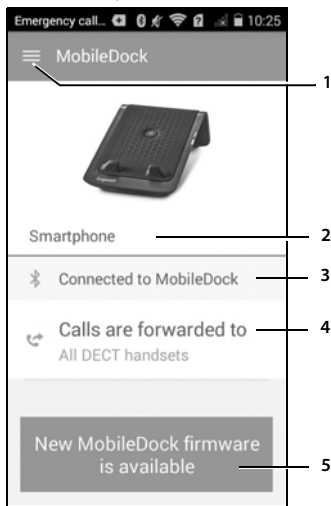 Emergency call... 10:25
MobileDock
1
Gigaset
Smartphone
2
Connected to MobileDock
3
Calls are forwarded to
4
All DECT handsets
New MobileDock firmware
is available
5